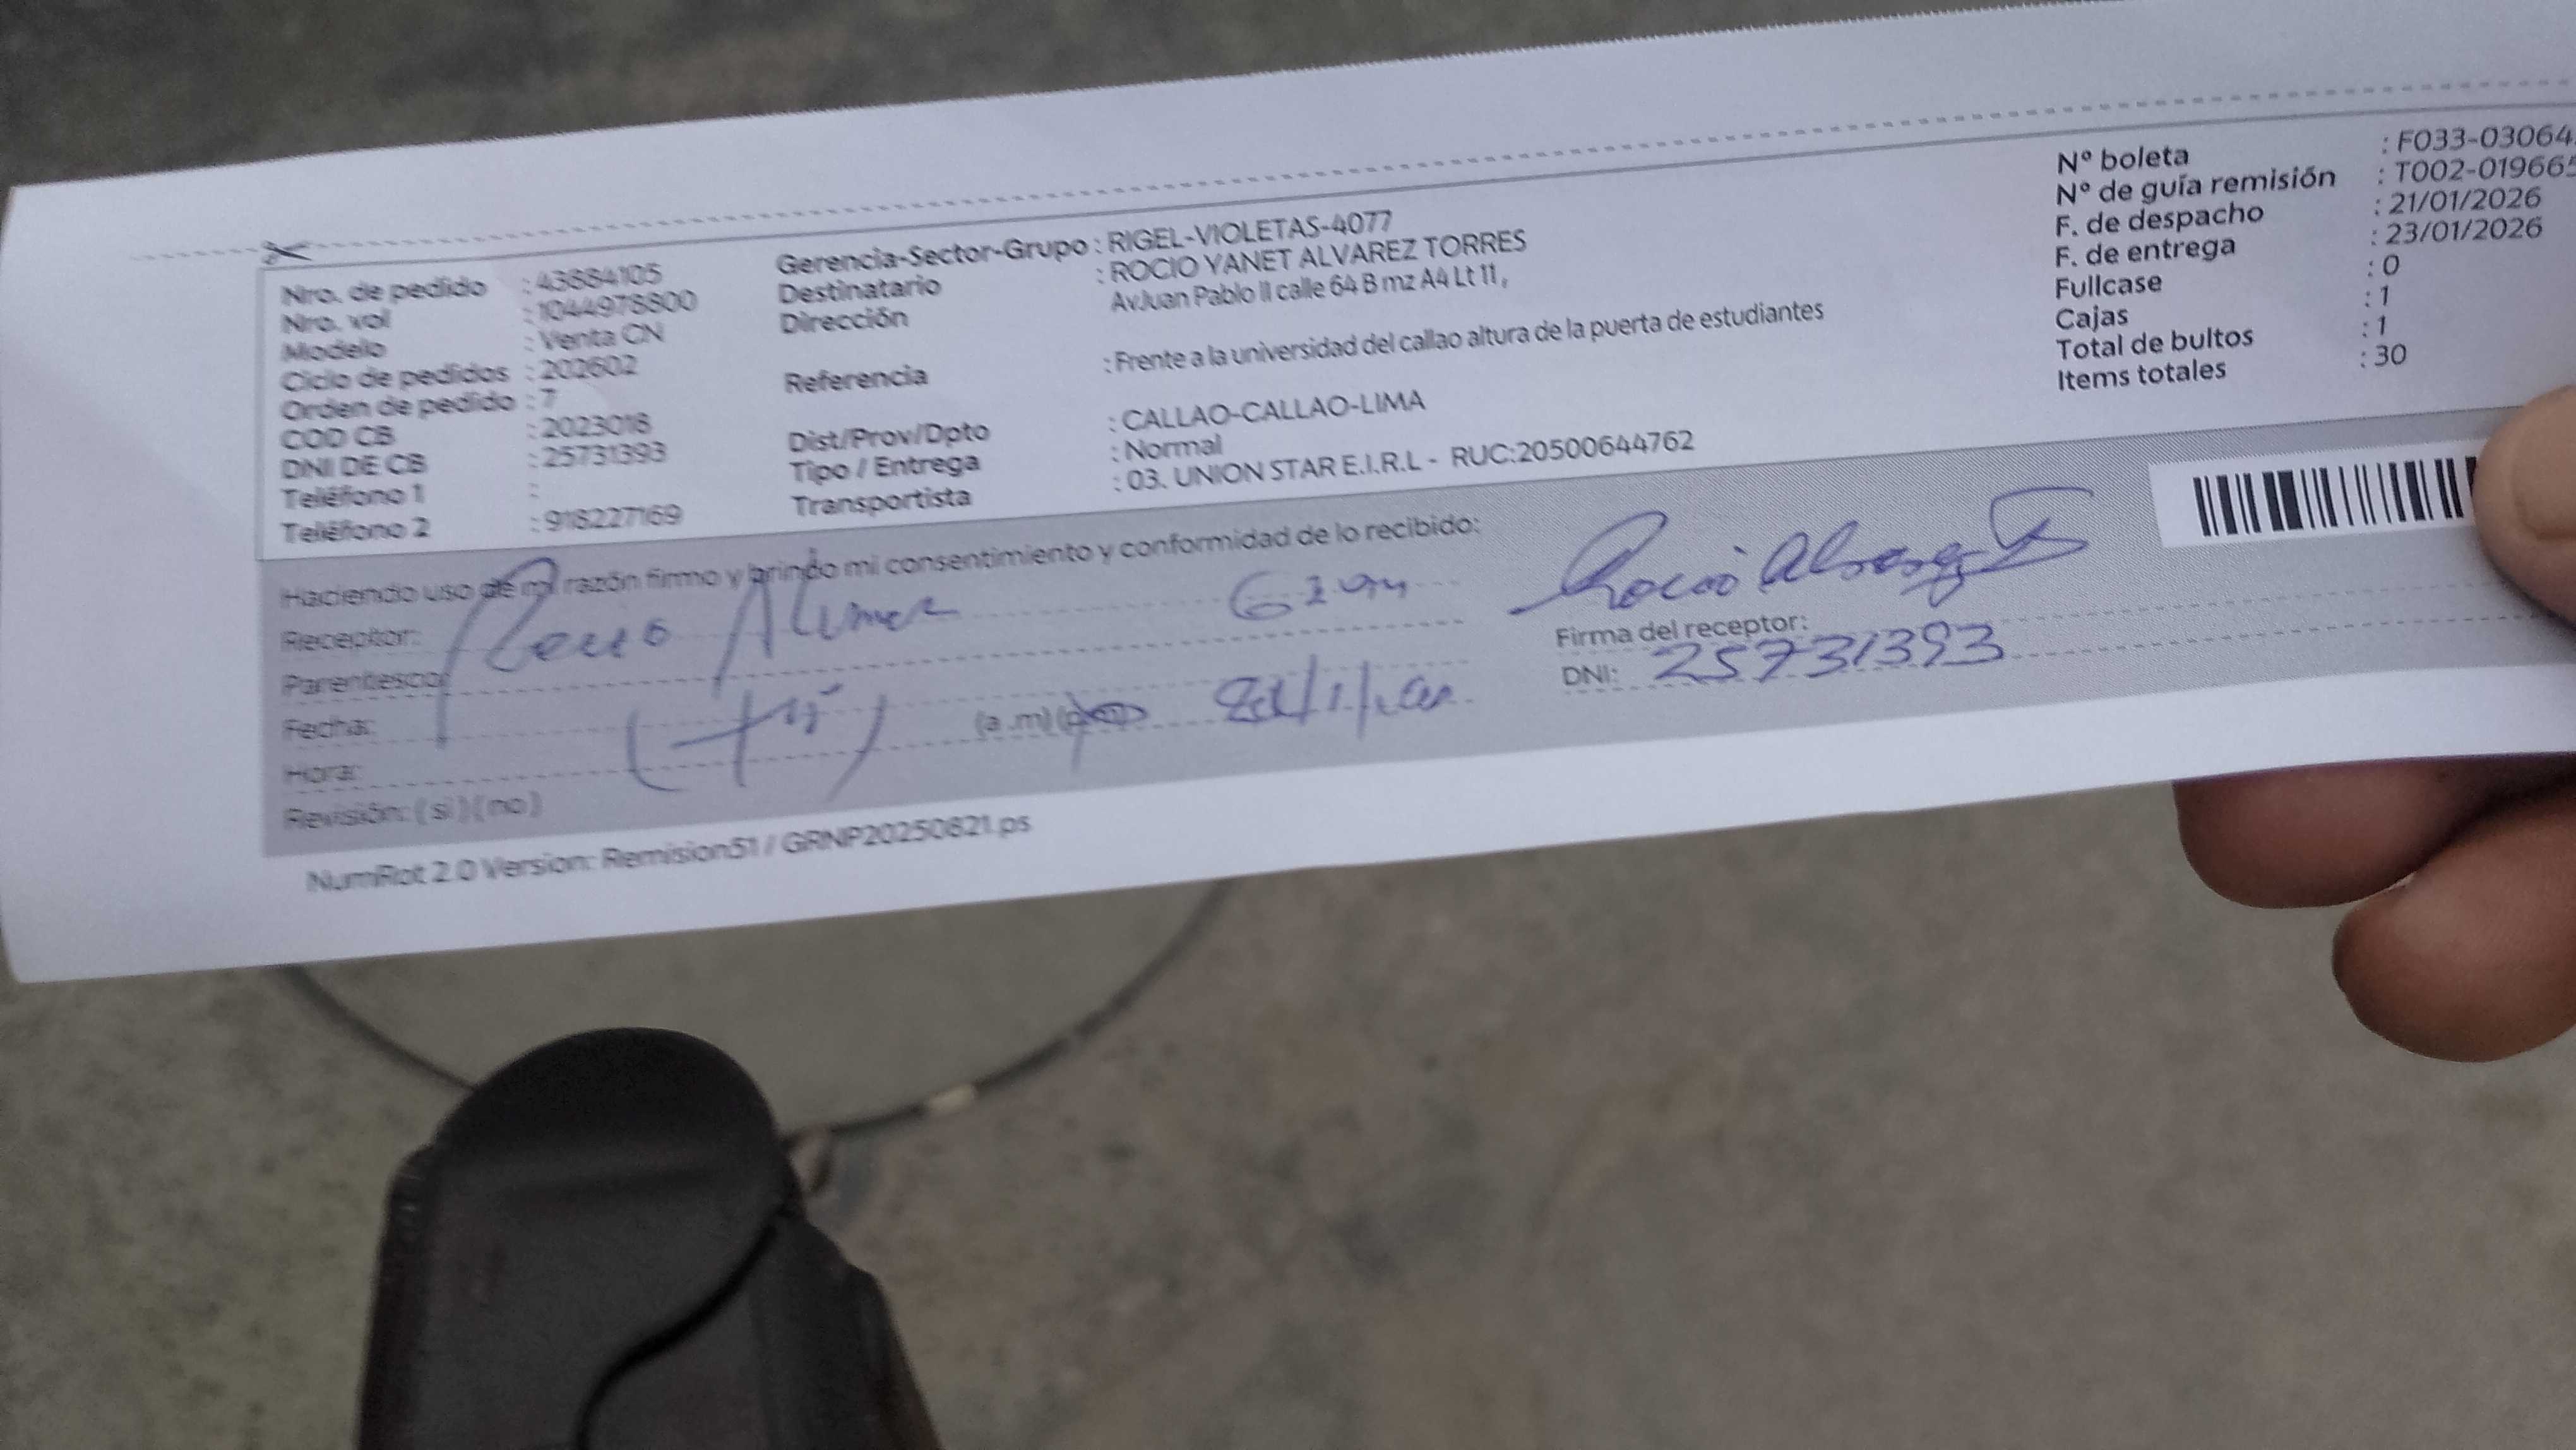 Nro. de pedido : 43884105
Nro. vol : 1044978800
Modelo : Venta CN
Ciclo de pedidos : 202602
Orden de pedido : 7
COD CB : 2023018
DNI DE CB : 25731393
Teléfono 1 :
Teléfono 2 : 918227169
Gerencia-Sector-Grupo : RIGEL-VIOLETAS-4077
Destinatario : ROCIO YANET ALVAREZ TORRES
Dirección Av.Juan Pablo II calle 64 B mz A4 Lt 11,
Referencia : Frente a la universidad del callao altura de la puerta de estudiantes
Dist/Prov/Dpto : CALLAO-CALLAO-LIMA
Tipo / Entrega : Normal
Transportista : 03. UNION STAR E.I.R.L - RUC:20500644762
Nº boleta : F033-03064
Nº de guía remisión : T002-019665
F. de despacho : 21/01/2026
F. de entrega : 23/01/2026
Fullcase : 0
Cajas : 1
Total de bultos : 1
Items totales : 30
Haciendo uso de mi razón firmo y brindo mi consentimiento y conformidad de lo recibido:
Receptor:
Parentesco:
Fecha:
Hora: (a .m)
Revisión: ( si ) ( no )
Rocio Alvarez T
Firma del receptor:
DNI: 25731393
NumRot 2.0 Version: Remision51 / GRNP20250821.ps